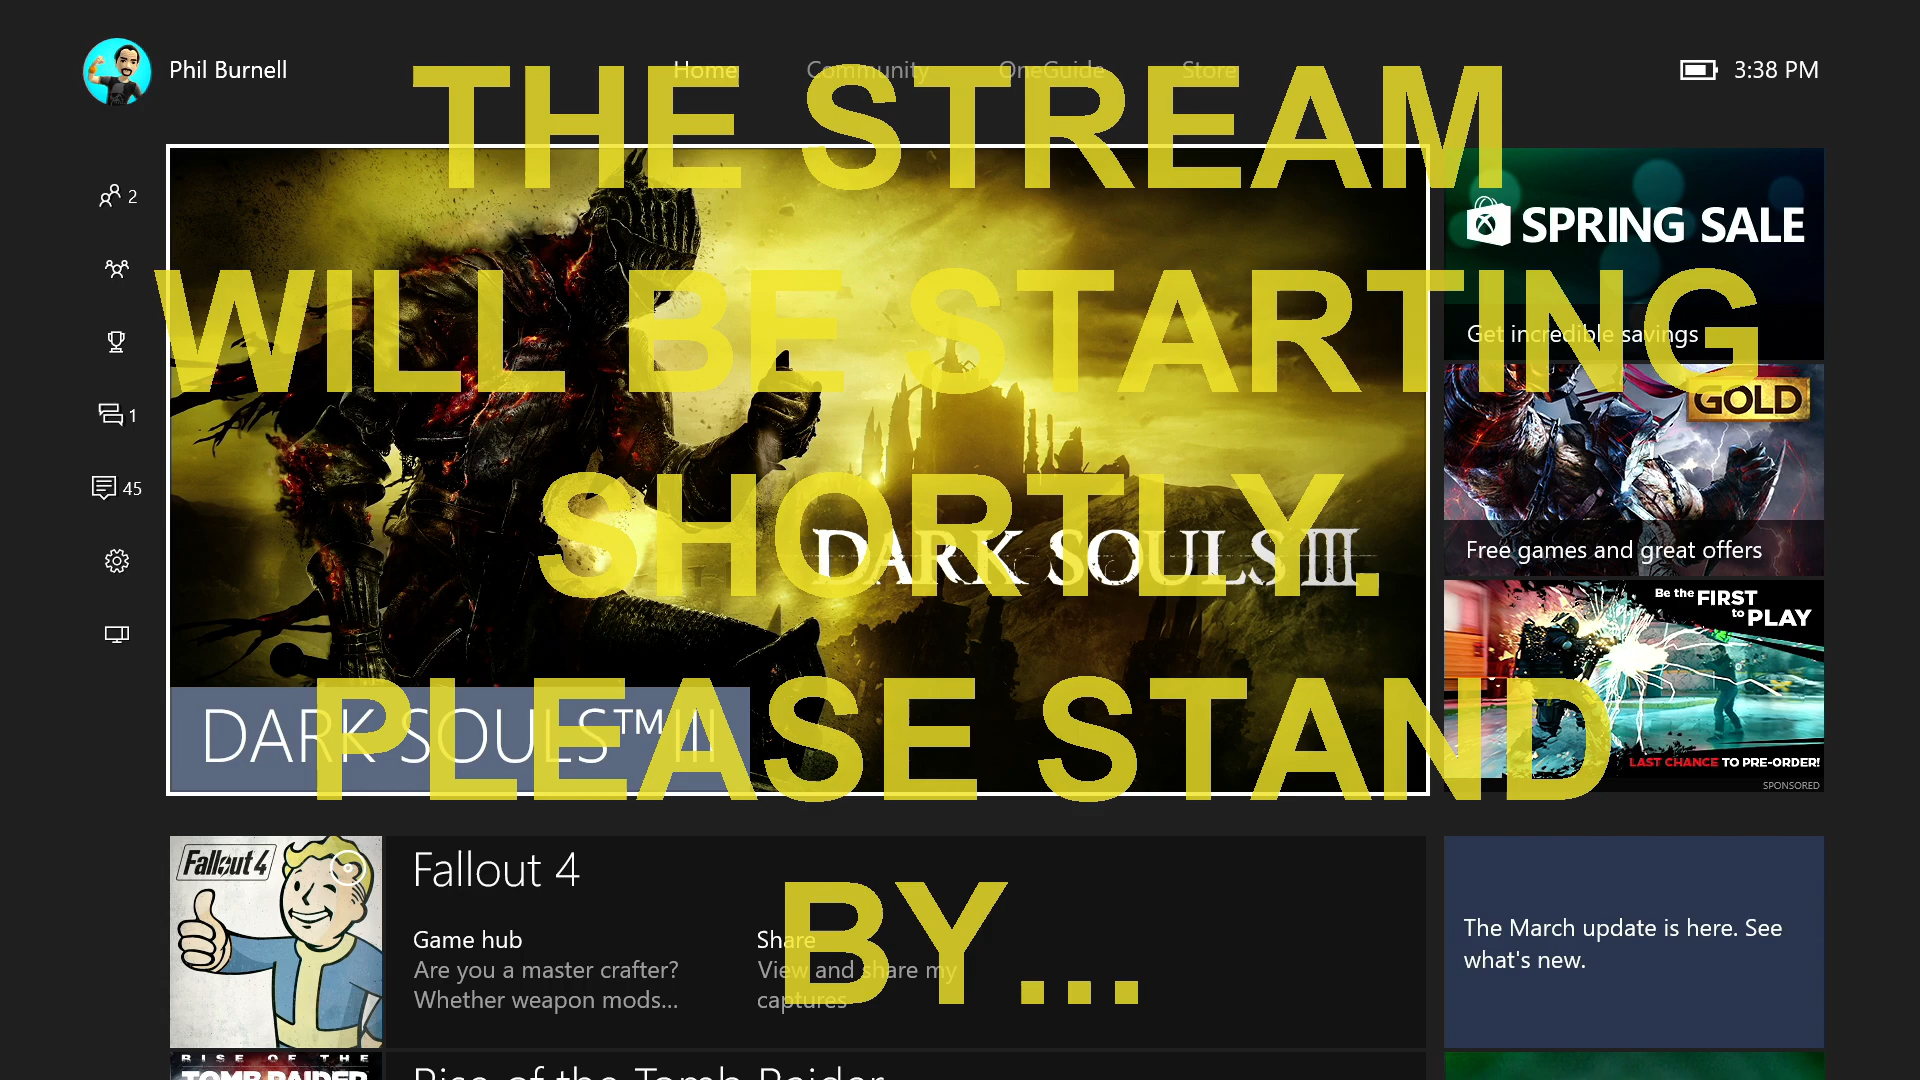 Phil Burnell
Home
Community
OneGuide
Store
3:38 PM
THE STREAM
WILL BE STARTING
SHORTLY.
PLEASE STAND
BY...
2
1
45
DARK SOULS III
DARK SOULS™ III
SPRING SALE
Get incredible savings
GOLD
Free games and great offers
Be the FIRST
to PLAY
LAST CHANCE TO PRE-ORDER!
SPONSORED
Fallout 4
Fallout 4
Game hub
Are you a master crafter?
Whether weapon mods...
Share
View and share my
captures
The March update is here. See
what's new.
RISE OF THE
TOMB RAIDER
Rise of the Tomb Raider